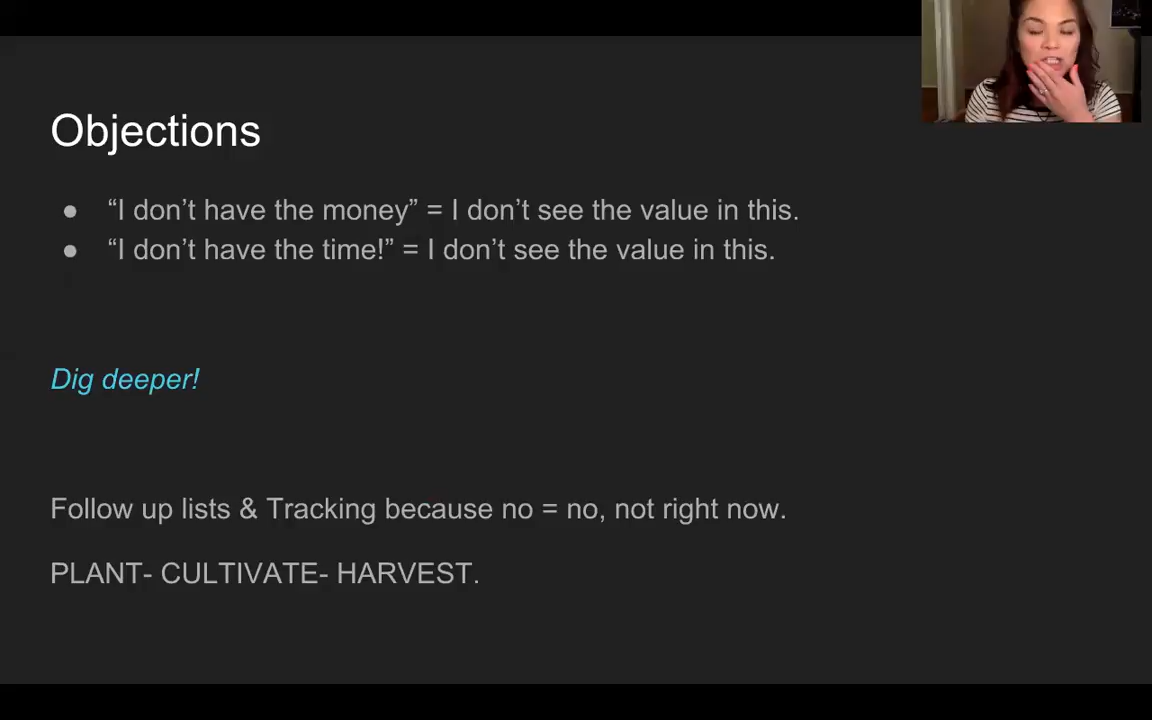 Objections
● “I don’t have the money” = I don’t see the value in this.
● “I don’t have the time!” = I don’t see the value in this.
Dig deeper!
Follow up lists & Tracking because no = no, not right now.
PLANT- CULTIVATE- HARVEST.